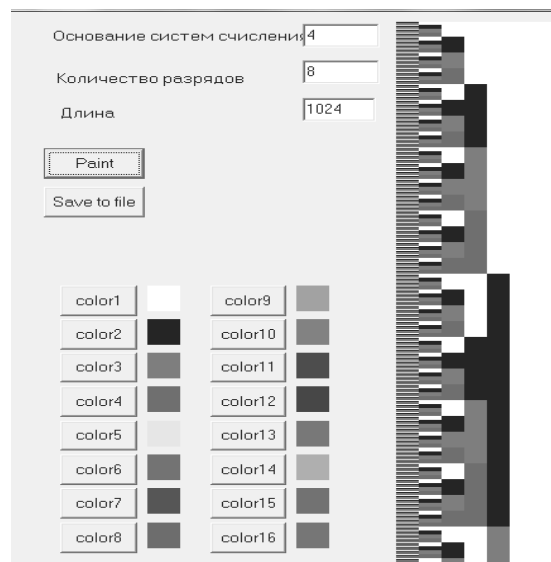 Основание систем счисления 4
Количество разрядов 8
Длина 1024
Paint
Save to file
color1 color9
color2 color10
color3 color11
color4 color12
color5 color13
color6 color14
color7 color15
color8 color16